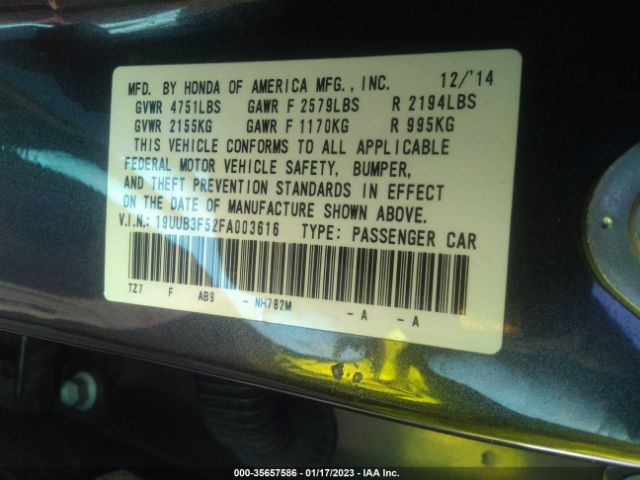 MFD. BY HONDA OF AMERICA MFG., INC. 12/'14
GVWR 4751LBS GAWR F 2579LBS R 2194LBS
GVWR 2155KG GAWR F 1170KG R 995KG
THIS VEHICLE CONFORMS TO ALL APPLICABLE
FEDERAL MOTOR VEHICLE SAFETY, BUMPER,
AND THEFT PREVENTION STANDARDS IN EFFECT
ON THE DATE OF MANUFACTURE SHOWN ABOVE.
V.I.N.: 19UUB3F52FA003616 TYPE: PASSENGER CAR
TZ7 F AB9 - NH782M - A - A
000-35657586 - 01/17/2023 - IAA Inc.